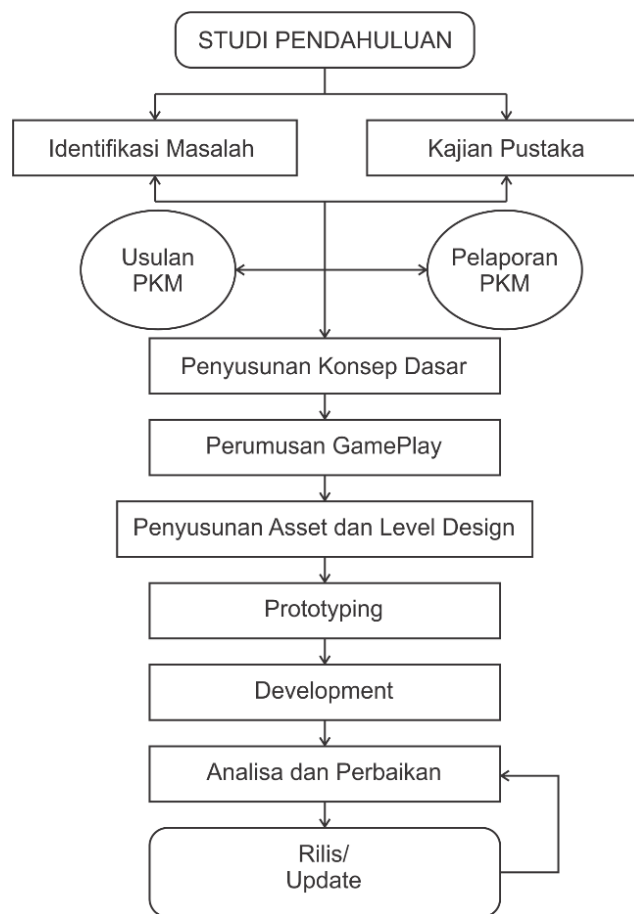 STUDI PENDAHULUAN
Identifikasi Masalah
Kajian Pustaka
Usulan
PKM
Pelaporan
PKM
Penyusunan Konsep Dasar
Perumusan GamePlay
Penyusunan Asset dan Level Design
Prototyping
Development
Analisa dan Perbaikan
Rilis/
Update